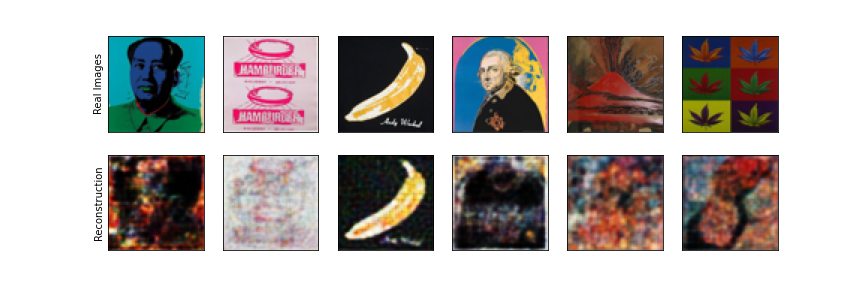 Real Images
HAMBURGER
HAMBURGER
Andy Warhol
Reconstruction